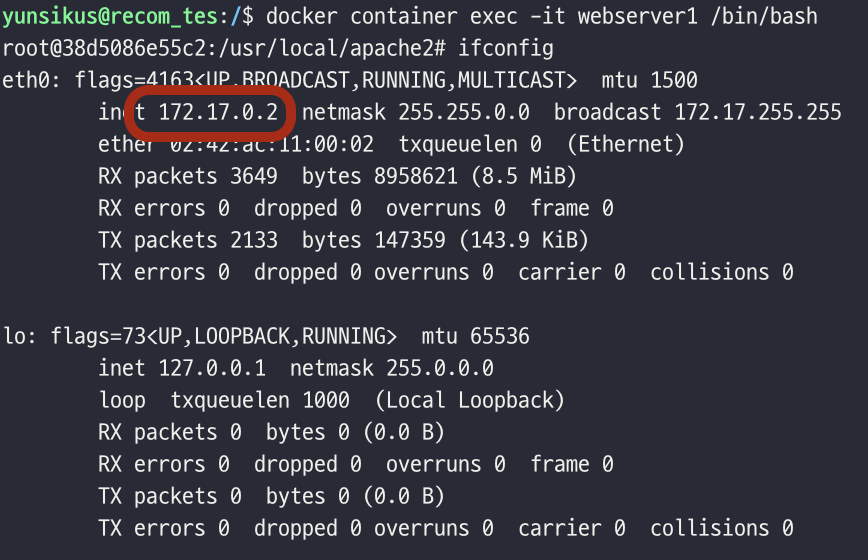 yunsikus@recom_tes:/$ docker container exec -it webserver1 /bin/bash
root@38d5086e55c2:/usr/local/apache2# ifconfig
eth0: flags=4163<UP,BROADCAST,RUNNING,MULTICAST>  mtu 1500
        inet 172.17.0.2  netmask 255.255.0.0  broadcast 172.17.255.255
        ether 02:42:ac:11:00:02  txqueuelen 0  (Ethernet)
        RX packets 3649  bytes 8958621 (8.5 MiB)
        RX errors 0  dropped 0  overruns 0  frame 0
        TX packets 2133  bytes 147359 (143.9 KiB)
        TX errors 0  dropped 0 overruns 0  carrier 0  collisions 0

lo: flags=73<UP,LOOPBACK,RUNNING>  mtu 65536
        inet 127.0.0.1  netmask 255.0.0.0
        loop  txqueuelen 1000  (Local Loopback)
        RX packets 0  bytes 0 (0.0 B)
        RX errors 0  dropped 0  overruns 0  frame 0
        TX packets 0  bytes 0 (0.0 B)
        TX errors 0  dropped 0 overruns 0  carrier 0  collisions 0